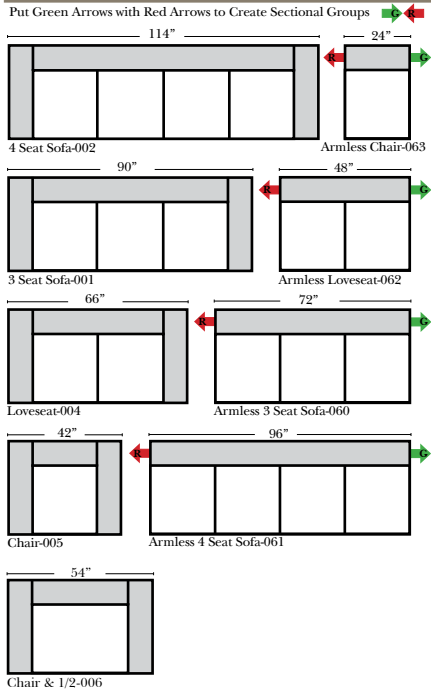 Put Green Arrows with Red Arrows to Create Sectional Groups G R
114” 24”
R G
4 Seat Sofa-002 Armless Chair-063
90” 48”
R G
3 Seat Sofa-001 Armless Loveseat-062
66” 72”
R G
Loveseat-004 Armless 3 Seat Sofa-060
42” 96”
R G
Chair-005 Armless 4 Seat Sofa-061
54”
Chair & 1/2-006